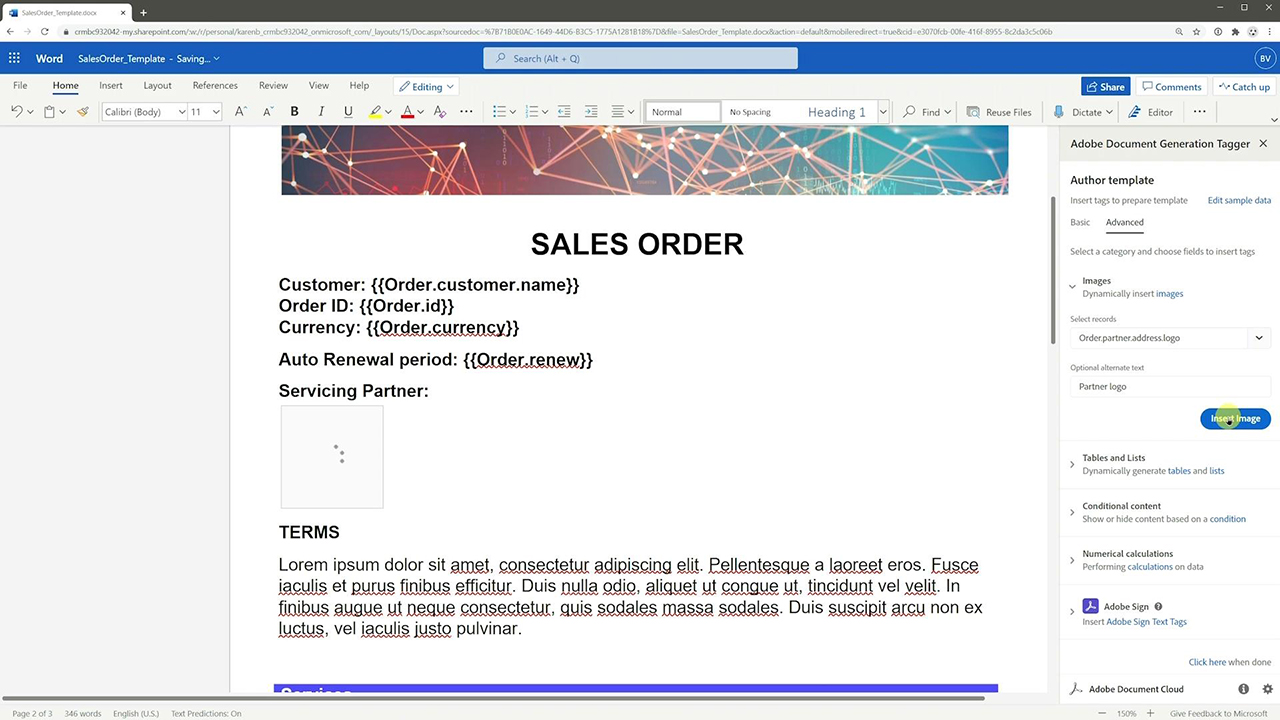 SalesOrder_Template.docx
crmbc932042-my.sharepoint.com/:w:/r/personal/karenb_crmbc932042_onmicrosoft_com/_layouts/15/Doc.aspx?sourcedoc=%7B71B0E0AC-1649-44D6-B3C5-1775A1281B18%7D&file=SalesOrder_Template.docx&action=default&mobileredirect=true&cid=e3070fcb-00fe-416f-8955-8c2da3c5c06b
Word SalesOrder_Template - Saving... Search (Alt + Q) BV
File Home Insert Layout References Review View Help Editing Share Comments Catch up
Calibri (Body) 11 A A B I U A A Normal No Spacing Heading 1 Find Reuse Files Dictate Editor
Adobe Document Generation Tagger
Author template
Insert tags to prepare template Edit sample data
Basic Advanced
Select a category and choose fields to insert tags
Images
Dynamically insert images
Select records
Order.partner.address.logo
Optional alternate text
Partner logo
Insert Image
Tables and Lists
Dynamically generate tables and lists
Conditional content
Show or hide content based on a condition
Numerical calculations
Performing calculations on data
Adobe Sign
Insert Adobe Sign Text Tags
Click here when done
Adobe Document Cloud
SALES ORDER
Customer: {{Order.customer.name}}
Order ID: {{Order.id}}
Currency: {{Order.currency}}
Auto Renewal period: {{Order.renew}}
Servicing Partner:
TERMS
Lorem ipsum dolor sit amet, consectetur adipiscing elit. Pellentesque a laoreet eros. Fusce
iaculis et purus finibus efficitur. Duis nulla odio, aliquet ut congue ut, tincidunt vel velit. In
finibus augue ut neque consectetur, quis sodales massa sodales. Duis suscipit arcu non ex
luctus, vel iaculis justo pulvinar.
Services
Page 2 of 3 346 words English (U.S.) Text Predictions: On 150% Give Feedback to Microsoft